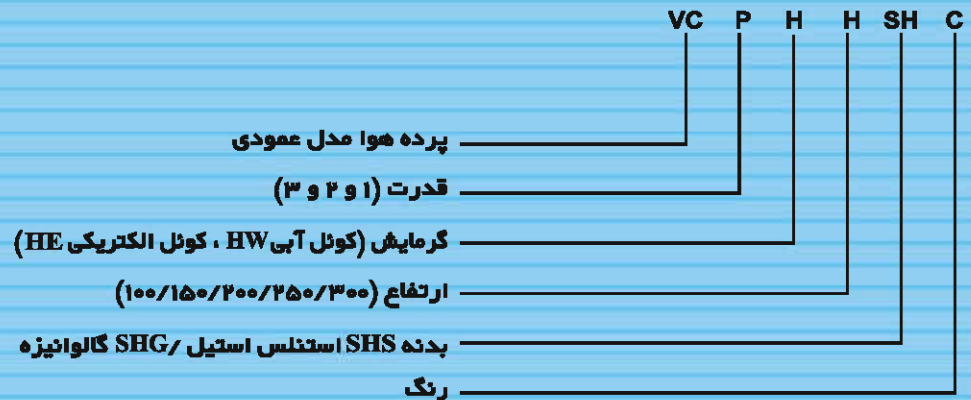 VC P H H SH C
پرده هوا مدل عمودی
قدرت (۱ و ۲ و ۳)
گرمایش (کوئل آبی HW ، کوئل الکتریکی HE)
ارتفاع (۱۰۰/۱۵۰/۲۰۰/۲۵۰/۳۰۰)
بدنه SHS استنلس استیل /SHG گالوانیزه
رنگ